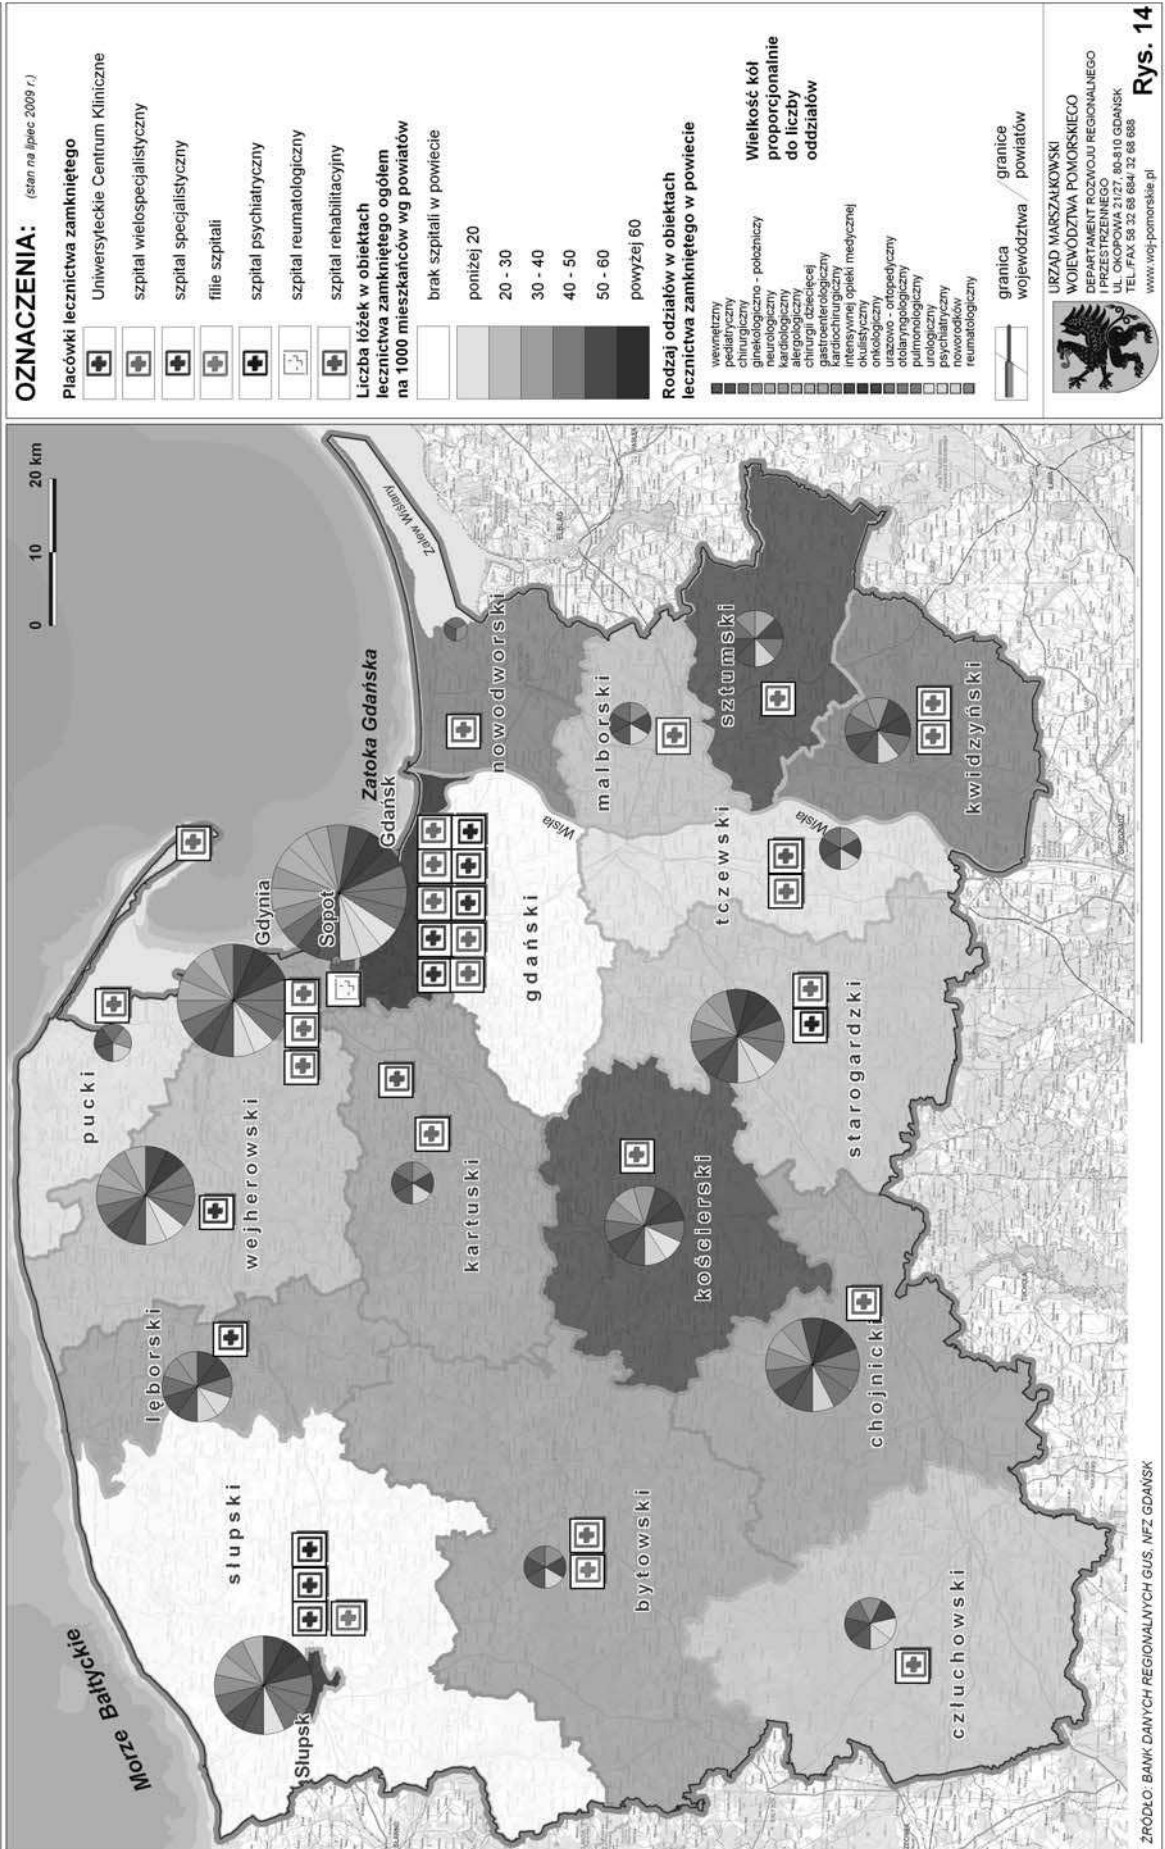 OZNACZENIA: (stan na lipiec 2009 r.)
Placówki lecznictwa zamkniętego
Uniwersyteckie Centrum Kliniczne
szpital wielospecjalistyczny
szpital specjalistyczny
filie szpitali
szpital psychiatryczny
szpital reumatologiczny
szpital rehabilitacyjny
Liczba łóżek w obiektach
lecznictwa zamkniętego ogółem
na 1000 mieszkańców wg powiatów
brak szpitali w powiecie
poniżej 20
20 - 30
30 - 40
40 - 50
50 - 60
powyżej 60
Rodzaj odziałów w obiektach
lecznictwa zamkniętego w powiecie
wewnętrzny
pediatryczny
chirurgiczny
ginekologiczno - położniczy
neurologiczny
kardiologiczny
alergologiczny
chirurgii dziecięcej
gastroenterologiczny
kardiochirurgiczny
intensywnej opieki medycznej
okulistyczny
onkologiczny
urazowo - ortopedyczny
otolaryngologiczny
pulmonologiczny
urologiczny
psychiatryczny
noworodków
reumatologiczny
Wielkość kół
proporcjonalnie
do liczby
oddziałów
granica
województwa
granice
powiatów
URZĄD MARSZAŁKOWSKI
WOJEWÓDZTWA POMORSKIEGO
DEPARTAMENT ROZWOJU REGIONALNEGO
I PRZESTRZENNEGO
UL. OKOPOWA 21/27, 80-810 GDAŃSK
TEL./FAX 58 32 68 684/ 32 68 688
www.woj-pomorskie.pl
Rys. 14
0 10 20 km
Morze Bałtyckie
Zatoka Gdańska
Zalew Wiślany
Słupsk
słupski
lęborski
wejherowski
pucki
Gdynia
Sopot
Gdańsk
kartuski
gdański
nowodworski
malborski
sztumski
kwidzyński
tczewski
Wisła
Wisła
starogardzki
kościerski
chojnicki
bytowski
człuchowski
ELBLĄG
ŹRÓDŁO: BANK DANYCH REGIONALNYCH GUS, NFZ GDAŃSK